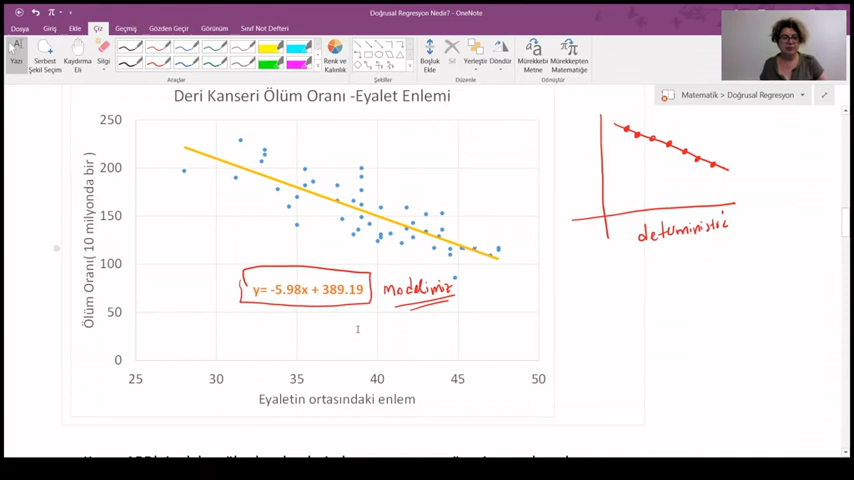 Doğrusal Regresyon Nedir? - OneNote
Dosya Giriş Ekle Çiz Geçmiş Gözden Geçir Görünüm Sınıf Not Defteri
Yazı
Serbest Şekil Seçim
Kaydırma Eli
Silgi
Renk ve Kalınlık
Boşluk Ekle
Sil
Yerleştir
Döndür
Mürekkebi Metne
Mürekkepten Matematiğe
Araçlar Şekiller Düzenle Dönüştür
Matematik > Doğrusal Regresyon
Deri Kanseri Ölüm Oranı -Eyalet Enlemi
250
200
150
100
50
0
Ölüm Oranı( 10 milyonda bir )
y= -5.98x + 389.19
modelimiz
25 30 35 40 45 50
Eyaletin ortasındaki enlem
deterministik